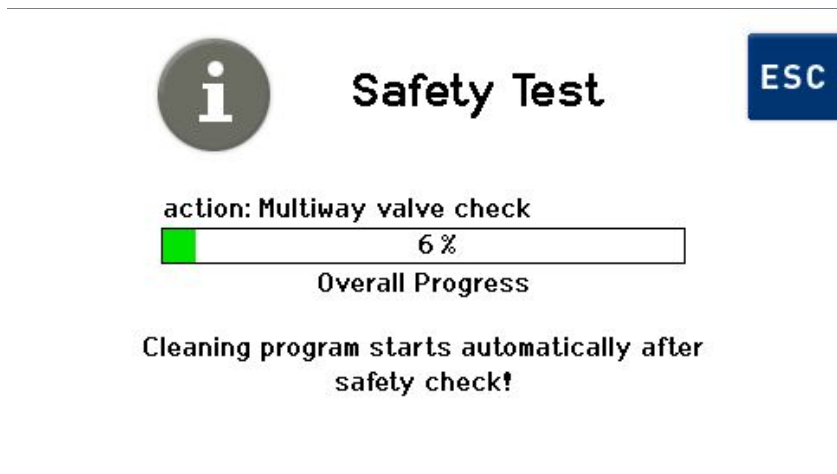 i
Safety Test
ESC
action: Multiway valve check
6 %
Overall Progress
Cleaning program starts automatically after
safety check!